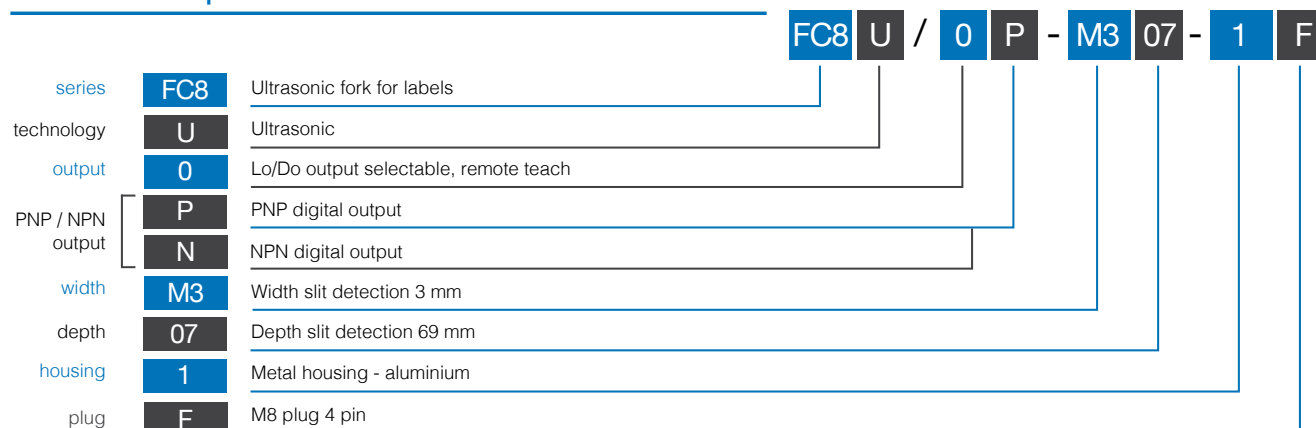 FC8 U / 0 P - M3 07 - 1 F
series FC8 Ultrasonic fork for labels
technology U Ultrasonic
output 0 Lo/Do output selectable, remote teach
PNP / NPN
output
P PNP digital output
N NPN digital output
width M3 Width slit detection 3 mm
depth 07 Depth slit detection 69 mm
housing 1 Metal housing - aluminium
plug F M8 plug 4 pin